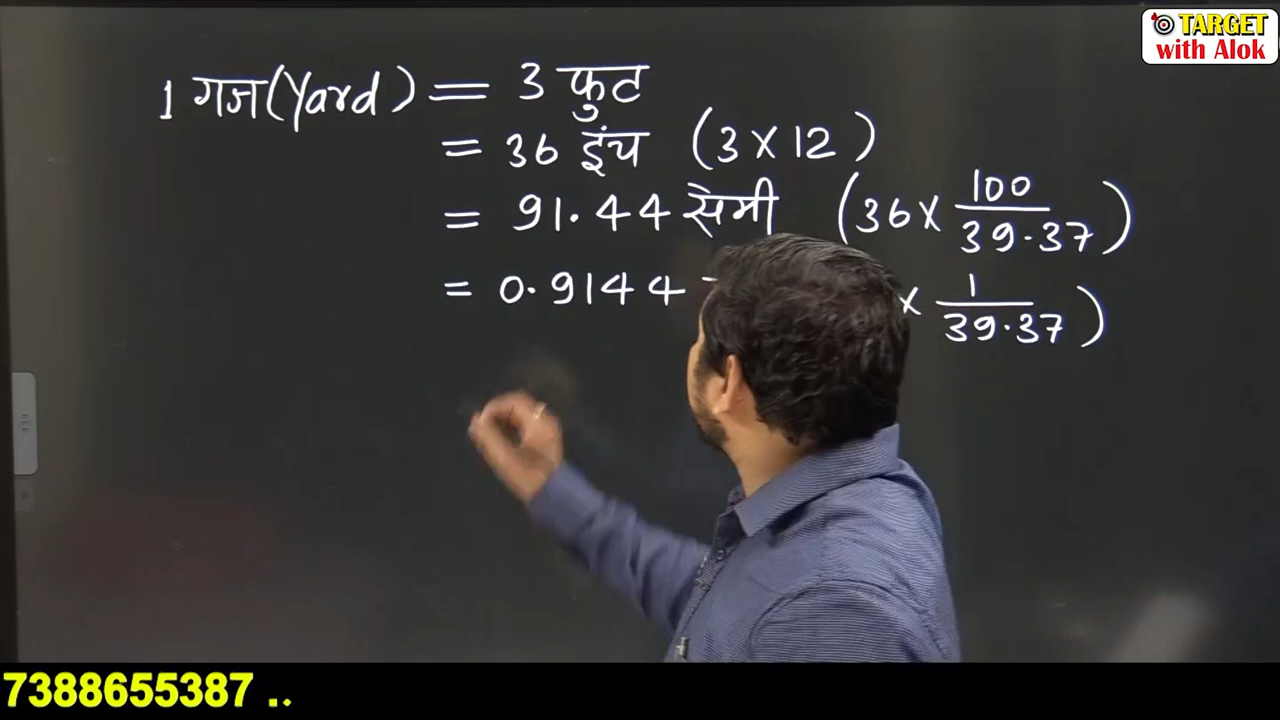 TARGET
with Alok
1 गज(Yard) = 3 फुट
= 36 इंच (3 × 12)
= 91.44 सेमी (36 × 100/39.37)
= 0.9144 × 1/39.37)
7388655387 ..